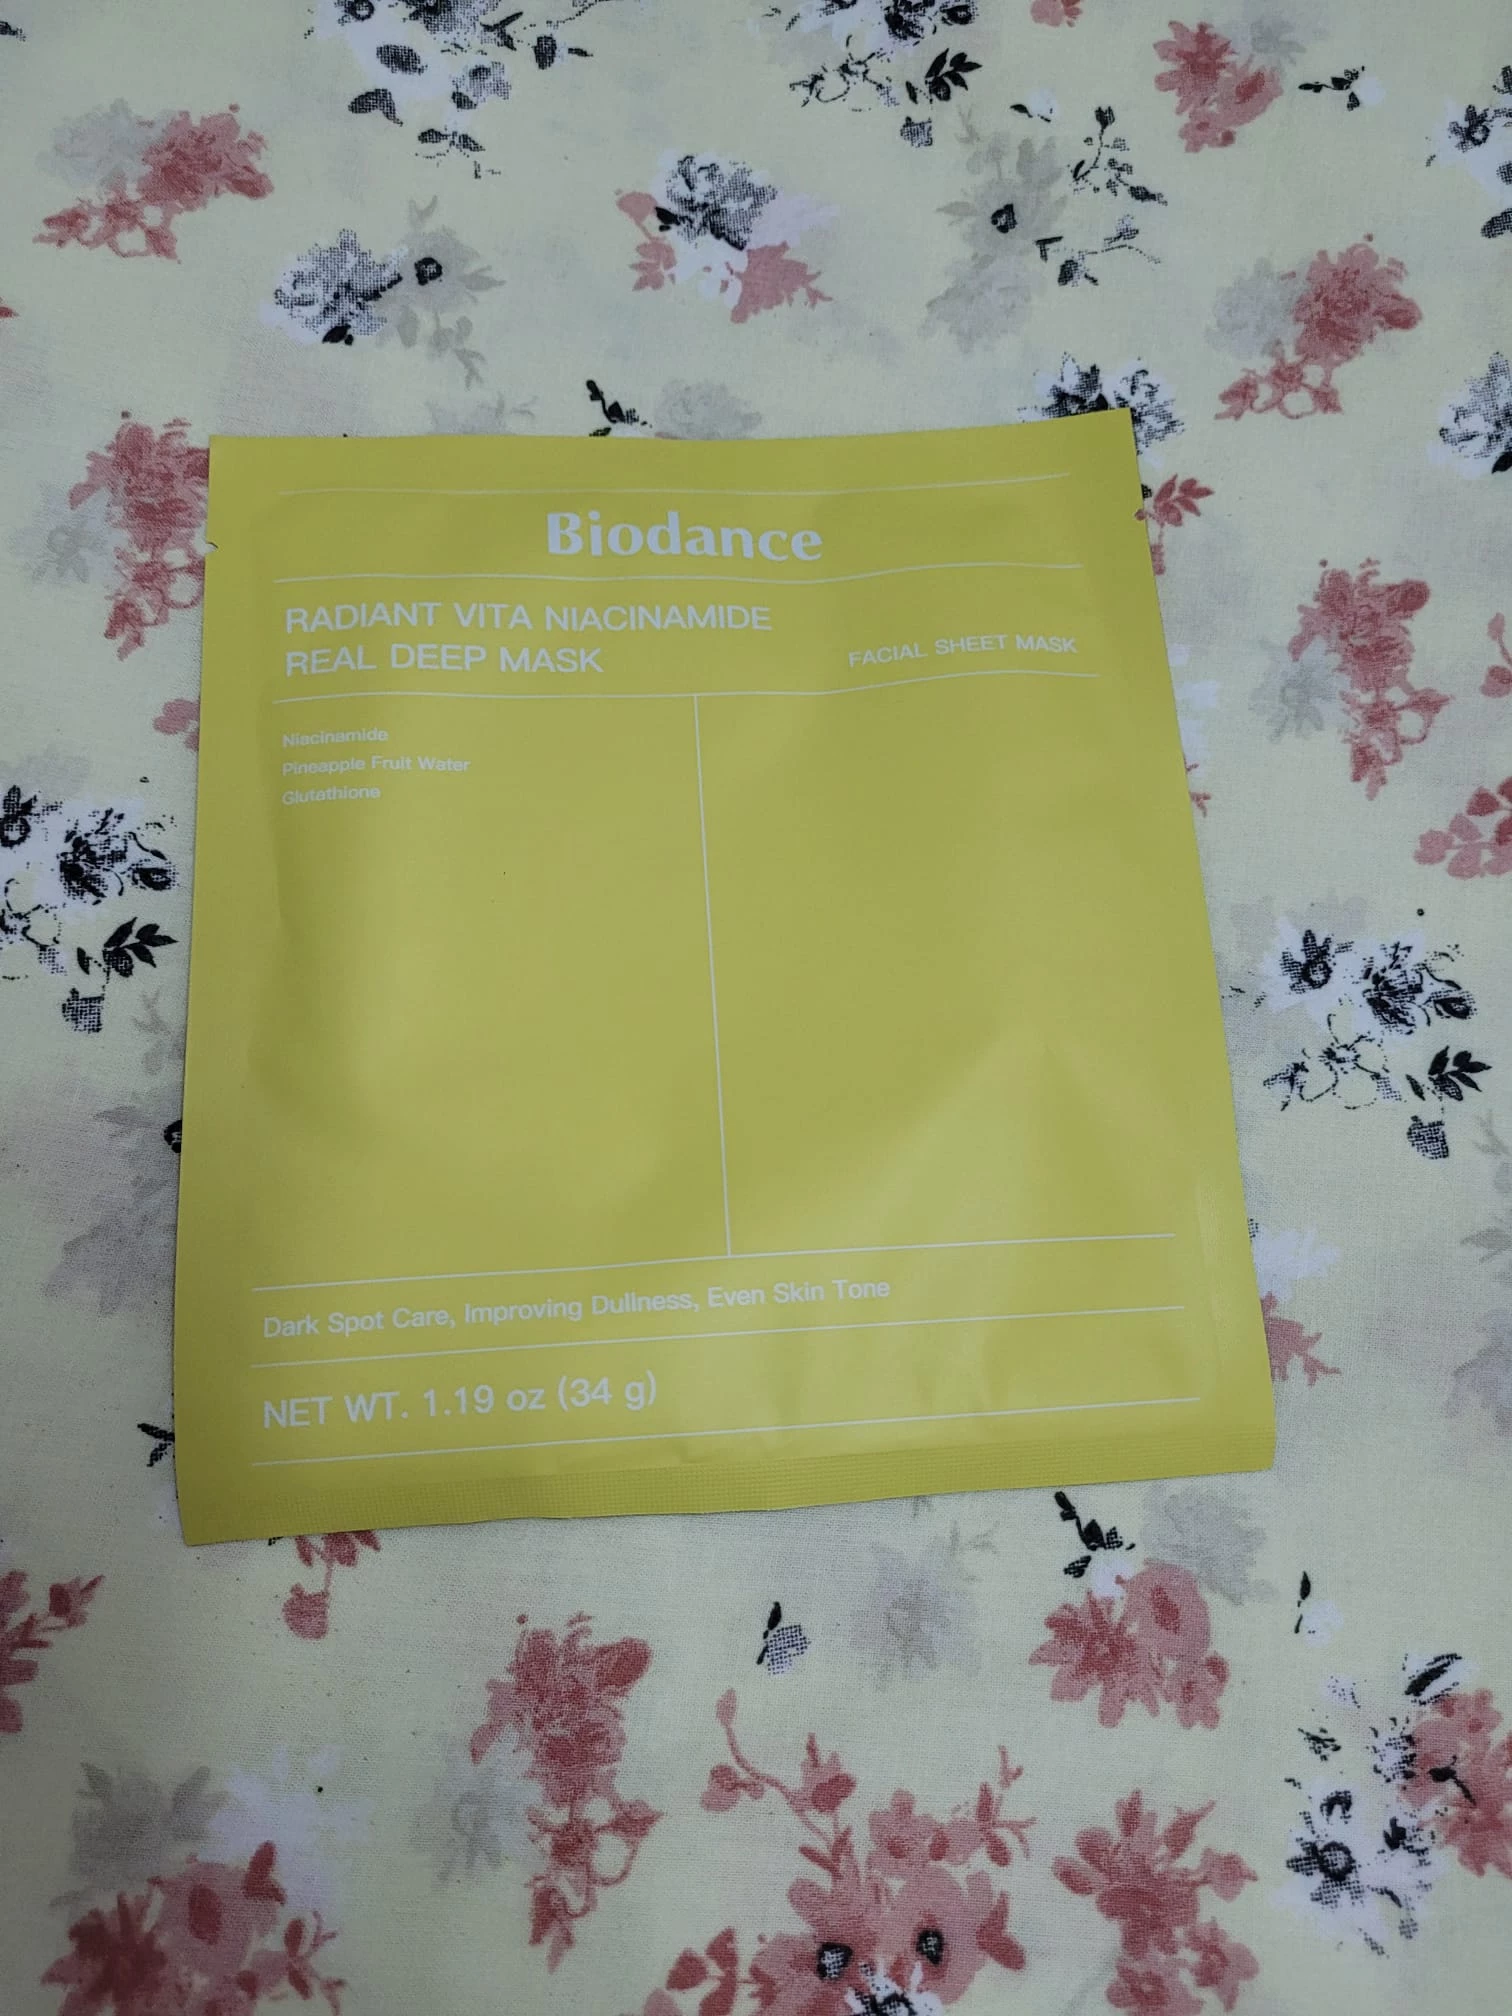 Biodance
RADIANT VITA NIACINAMIDE
REAL DEEP MASK
FACIAL SHEET MASK
Niacinamide
Pineapple Fruit Water
Glutathione
Dark Spot Care, Improving Dullness, Even Skin Tone
NET WT. 1.19 oz (34 g)